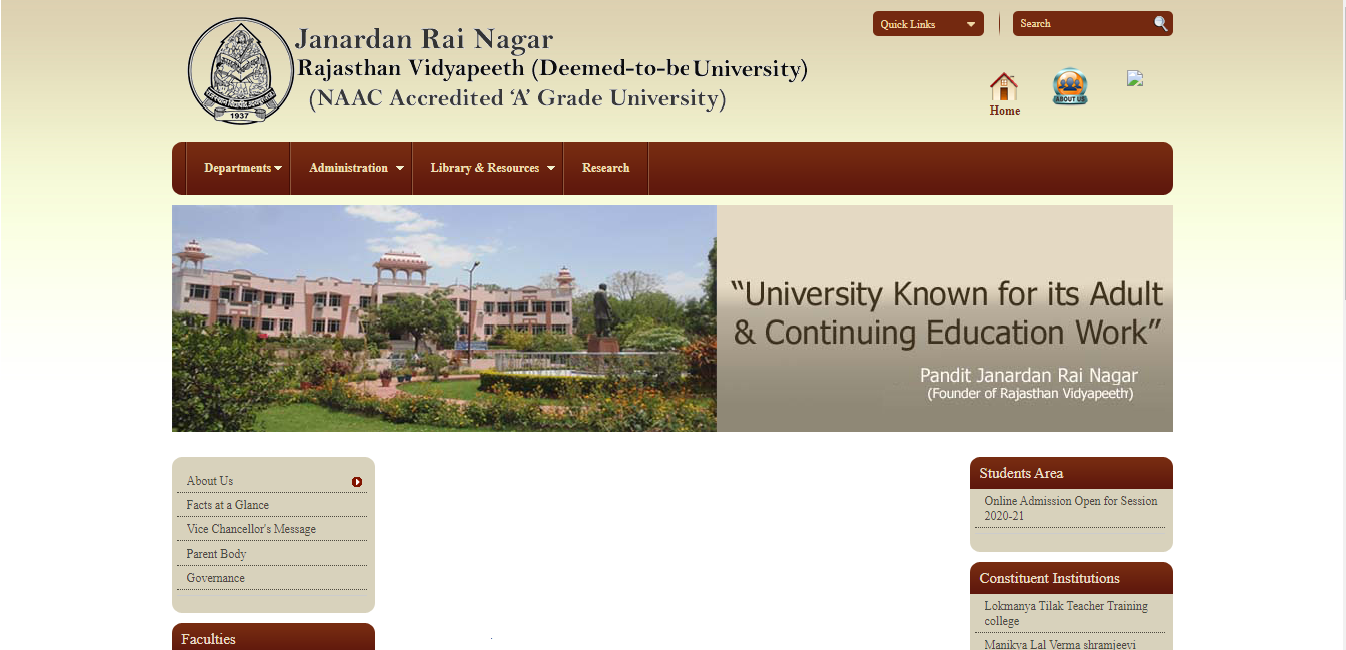 Quick Links
Search
Janardan Rai Nagar
Rajasthan Vidyapeeth (Deemed-to-be University)
(NAAC Accredited 'A' Grade University)
1937
Home
ABOUT US
Departments
Administration
Library & Resources
Research
“University Known for its Adult
& Continuing Education Work”
Pandit Janardan Rai Nagar
(Founder of Rajasthan Vidyapeeth)
About Us
Facts at a Glance
Vice Chancellor's Message
Parent Body
Governance
Faculties
Students Area
Online Admission Open for Session
2020-21
Constituent Institutions
Lokmanya Tilak Teacher Training
college
Manikya Lal Verma shramjeevi